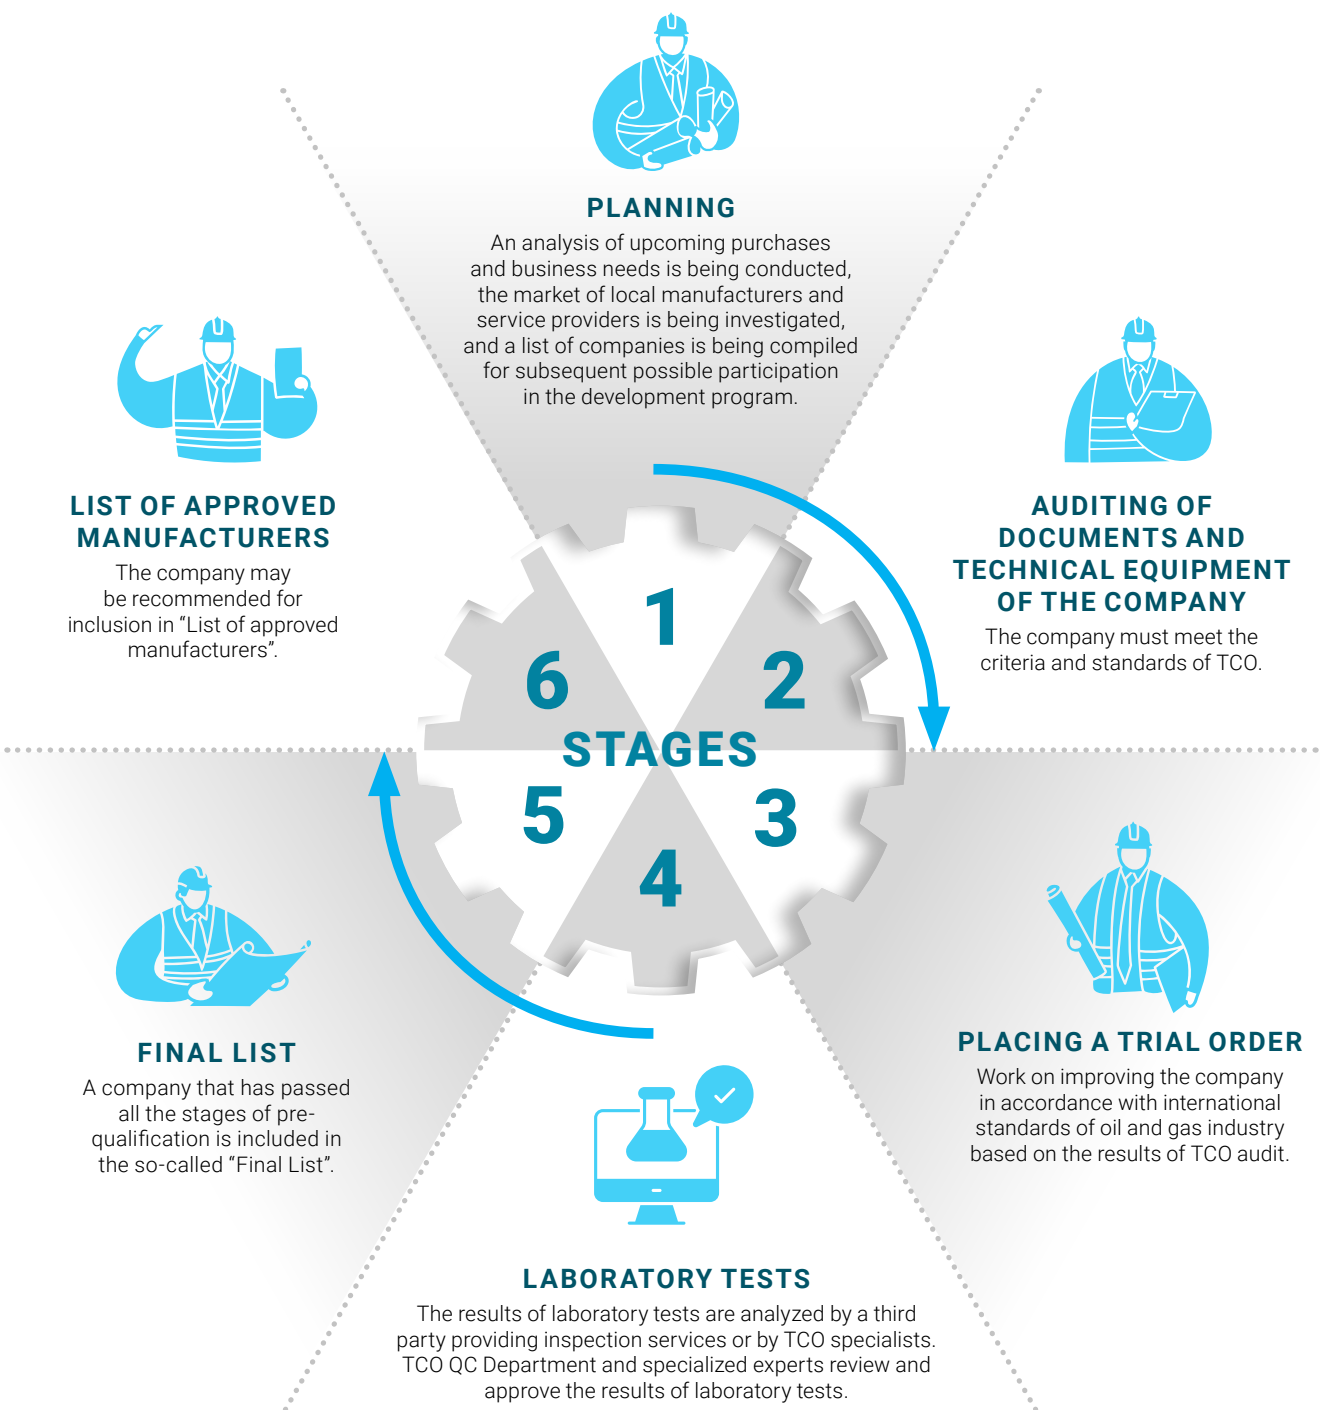 PLANNING
An analysis of upcoming purchases
and business needs is being conducted,
the market of local manufacturers and
service providers is being investigated,
and a list of companies is being compiled
for subsequent possible participation
in the development program.
AUDITING OF
DOCUMENTS AND
TECHNICAL EQUIPMENT
OF THE COMPANY
The company must meet the
criteria and standards of TCO.
PLACING A TRIAL ORDER
Work on improving the company
in accordance with international
standards of oil and gas industry
based on the results of TCO audit.
LABORATORY TESTS
The results of laboratory tests are analyzed by a third
party providing inspection services or by TCO specialists.
TCO QC Department and specialized experts review and
approve the results of laboratory tests.
FINAL LIST
A company that has passed
all the stages of pre-
qualification is included in
the so-called “Final List”.
LIST OF APPROVED
MANUFACTURERS
The company may
be recommended for
inclusion in “List of approved
manufacturers”.
1
2
3
4
5
6
STAGES